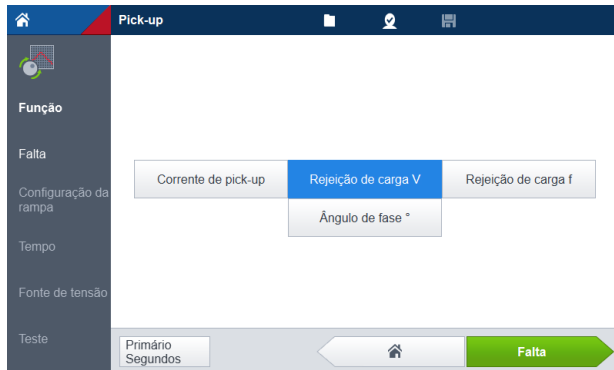 Pick-up
Função
Falta
Configuração da
rampa
Tempo
Fonte de tensão
Teste
Corrente de pick-up
Rejeição de carga V
Rejeição de carga f
Ângulo de fase °
Primário
Segundos
Falta